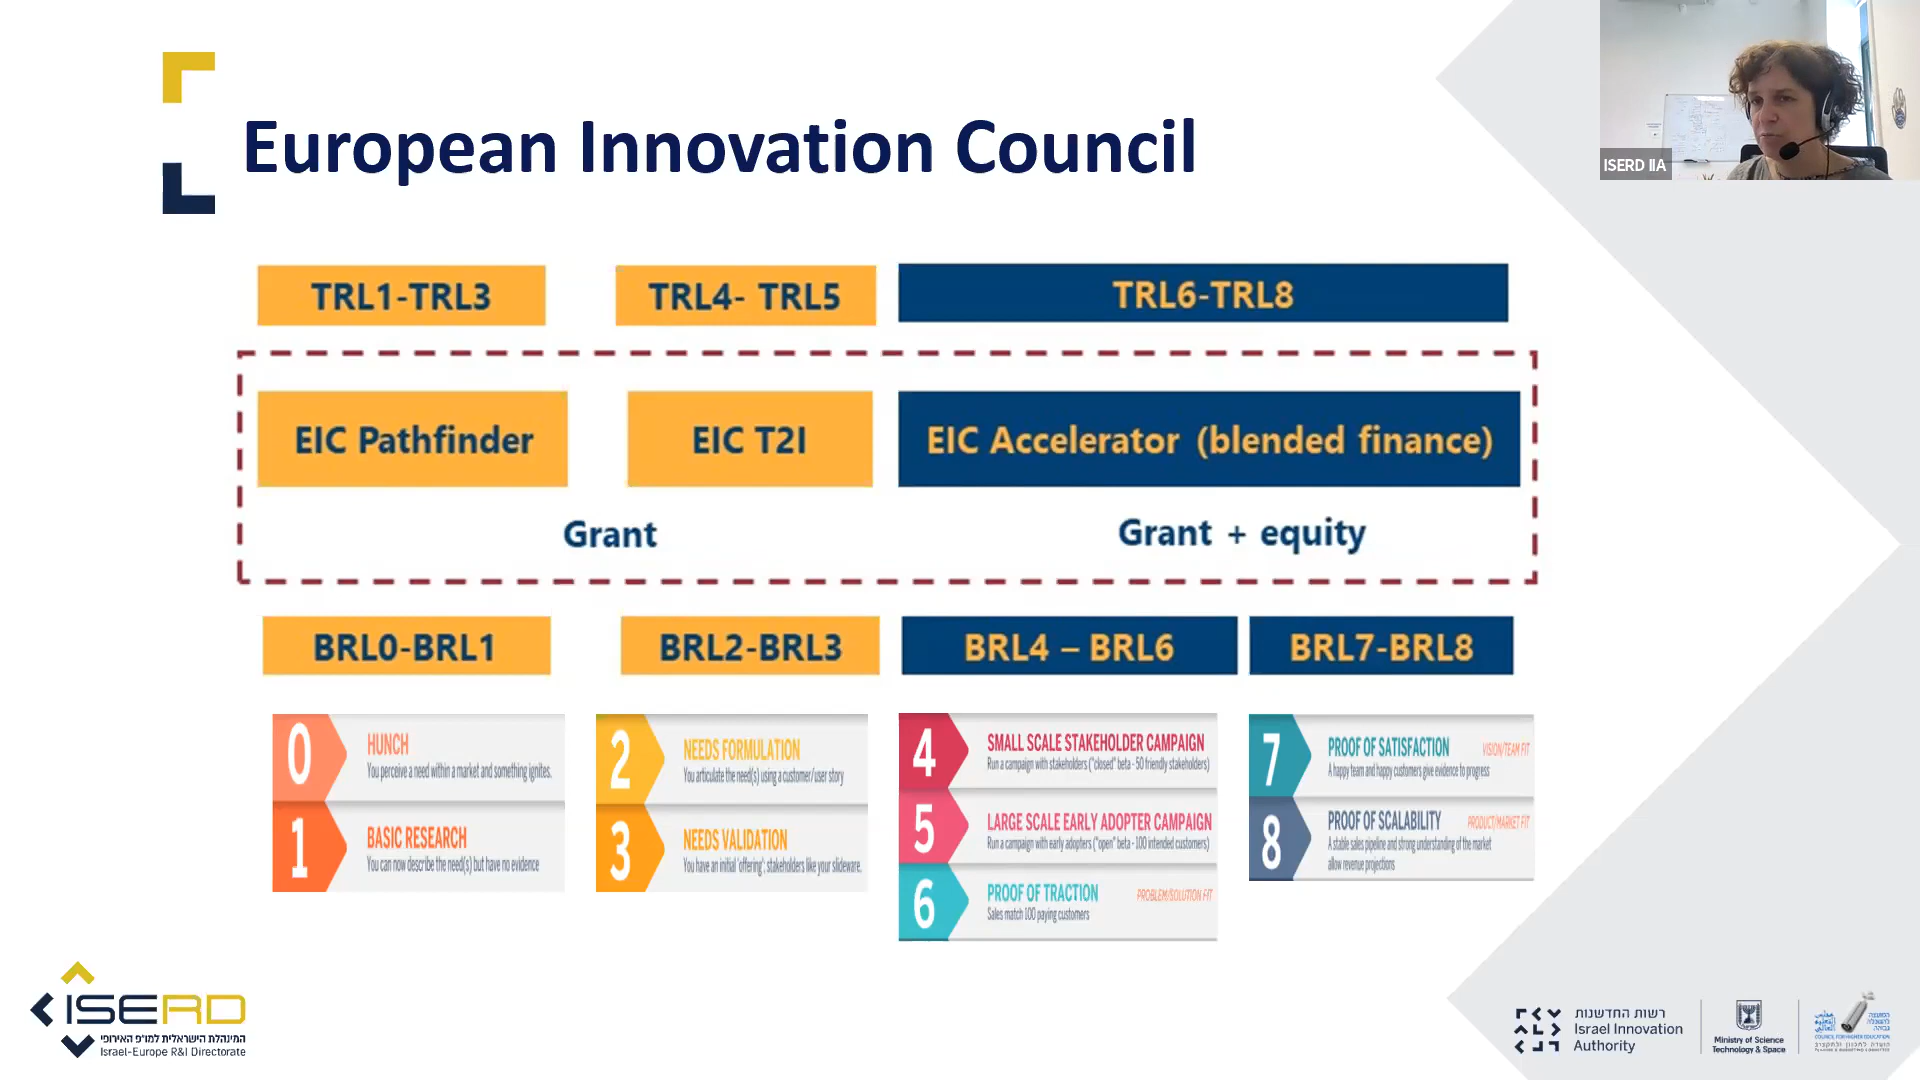 European Innovation Council
ISERD IIA
TRL1-TRL3
TRL4- TRL5
TRL6-TRL8
EIC Pathfinder
EIC T2I
EIC Accelerator (blended finance)
Grant
Grant + equity
BRL0-BRL1
BRL2-BRL3
BRL4 – BRL6
BRL7-BRL8
0
HUNCH
You perceive a need within a market and something ignites.
1
BASIC RESEARCH
You can now describe the need(s) but have no evidence
2
NEEDS FORMULATION
You articulate the need(s) using a customer/user story
3
NEEDS VALIDATION
You have an initial 'offering'; stakeholders like your slideware.
4
SMALL SCALE STAKEHOLDER CAMPAIGN
Run a campaign with stakeholders ("closed" beta - 50 friendly stakeholders)
5
LARGE SCALE EARLY ADOPTER CAMPAIGN
Run a campaign with early adopters ("open" beta - 100 intended customers)
6
PROOF OF TRACTION
PROBLEM/SOLUTION FIT
Sales match 100 paying customers
7
PROOF OF SATISFACTION
VISION/TEAM FIT
A happy team and happy customers give evidence to progress
8
PROOF OF SCALABILITY
PRODUCT/MARKET FIT
A stable sales pipeline and strong understanding of the market
allow revenue projections
ISERD
המינהלת הישראלית למו"פ האירופי
Israel-Europe R&I Directorate
רשות החדשנות
Israel Innovation
Authority
Ministry of Science
Technology & Space
COUNCIL FOR HIGHER EDUCATION